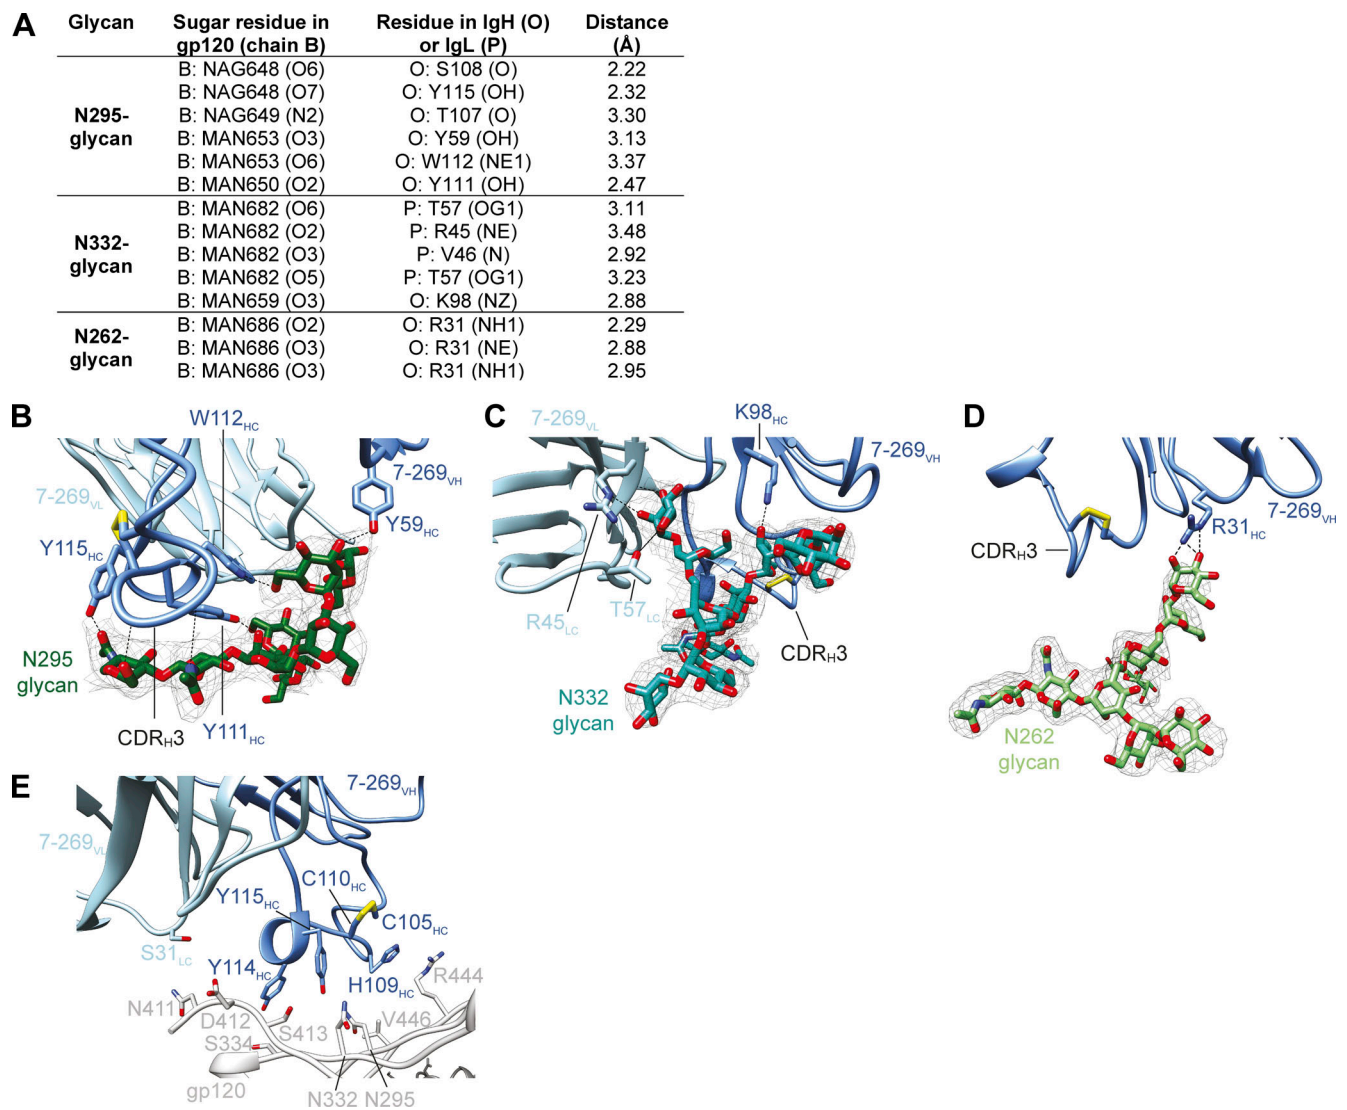 A
Glycan Sugar residue in gp120 (chain B) Residue in IgH (O) or IgL (P) Distance (Å)
N295-glycan
B: NAG648 (O6) O: S108 (O) 2.22
B: NAG648 (O7) O: Y115 (OH) 2.32
B: NAG649 (N2) O: T107 (O) 3.30
B: MAN653 (O3) O: Y59 (OH) 3.13
B: MAN653 (O6) O: W112 (NE1) 3.37
B: MAN650 (O2) O: Y111 (OH) 2.47
N332-glycan
B: MAN682 (O6) P: T57 (OG1) 3.11
B: MAN682 (O2) P: R45 (NE) 3.48
B: MAN682 (O3) P: V46 (N) 2.92
B: MAN682 (O5) P: T57 (OG1) 3.23
B: MAN659 (O3) O: K98 (NZ) 2.88
N262-glycan
B: MAN686 (O2) O: R31 (NH1) 2.29
B: MAN686 (O3) O: R31 (NE) 2.88
B: MAN686 (O3) O: R31 (NH1) 2.95
B
W112HC
7-269VH
7-269VL
Y59HC
Y115HC
N295
glycan
CDRH3
Y111HC
C
7-269VL
K98HC
7-269VH
R45LC
T57LC
CDRH3
N332
glycan
D
7-269VH
R31HC
CDRH3
N262
glycan
E
7-269VH
7-269VL
C110HC
Y115HC
C105HC
S31LC
Y114HC
H109HC
R444
N411
D412
S413
V446
S334
gp120
N332
N295